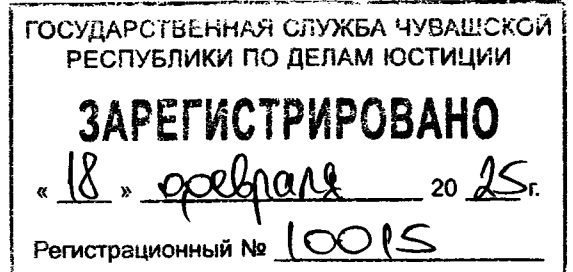 ГОСУДАРСТВЕННАЯ СЛУЖБА ЧУВАШСКОЙ
РЕСПУБЛИКИ ПО ДЕЛАМ ЮСТИЦИИ
ЗАРЕГИСТРИРОВАНО
« 18 » февраля 20 25 г.
Регистрационный № 10015